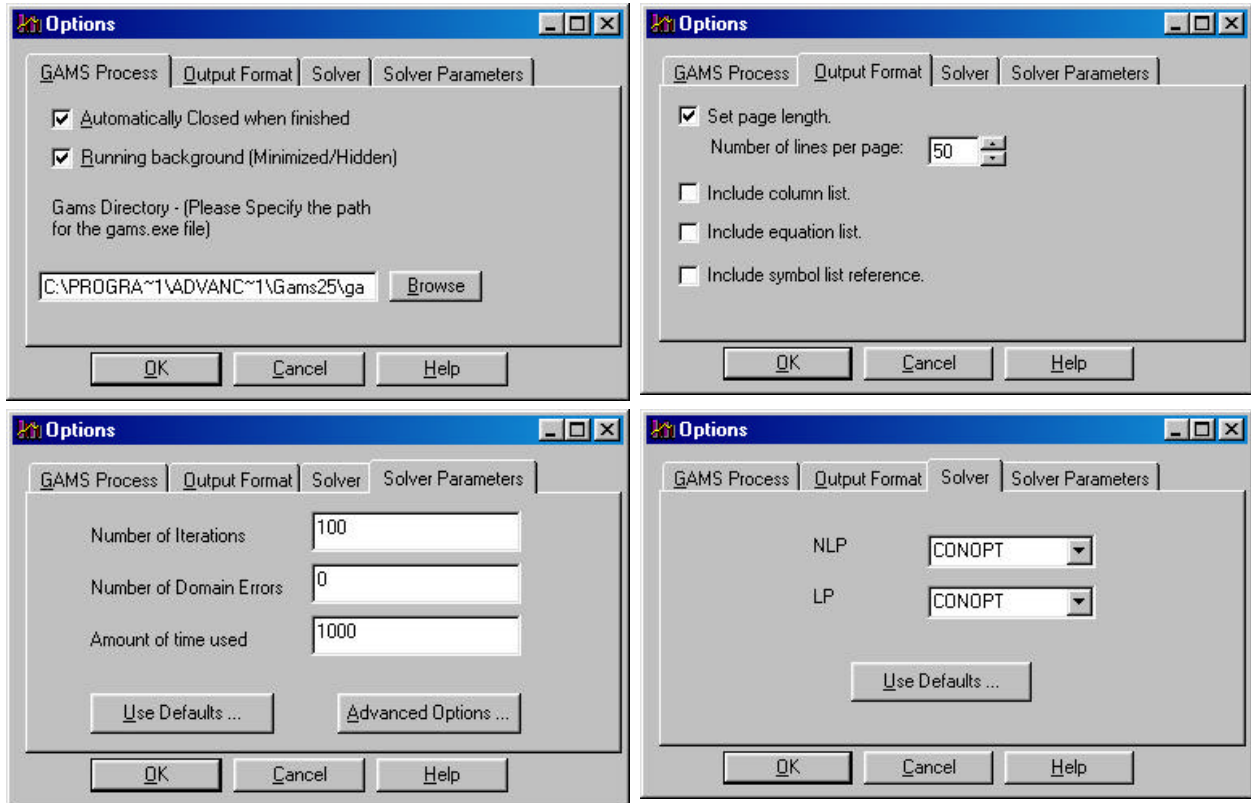 Options
GAMS Process Output Format Solver Solver Parameters
Automatically Closed when finished
Running background (Minimized/Hidden)
Gams Directory - (Please Specify the path
for the gams.exe file)
C:\PROGRA~1\ADVANC~1\Gams25\ga Browse
OK Cancel Help
Options
GAMS Process Output Format Solver Solver Parameters
Set page length.
Number of lines per page: 50
Include column list.
Include equation list.
Include symbol list reference.
OK Cancel Help
Options
GAMS Process Output Format Solver Solver Parameters
Number of Iterations 100
Number of Domain Errors 0
Amount of time used 1000
Use Defaults ... Advanced Options ...
OK Cancel Help
Options
GAMS Process Output Format Solver Solver Parameters
NLP CONOPT
LP CONOPT
Use Defaults ...
OK Cancel Help